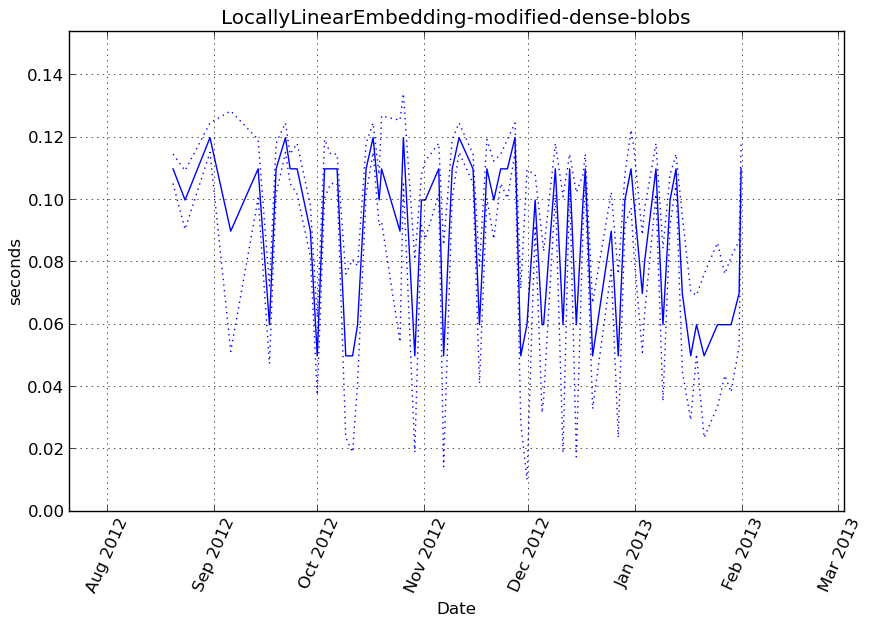 LocallyLinearEmbedding-modified-dense-blobs
0.14
0.12
0.10
0.08
0.06
0.04
0.02
0.00
seconds
Aug 2012
Sep 2012
Oct 2012
Nov 2012
Dec 2012
Jan 2013
Feb 2013
Mar 2013
Date